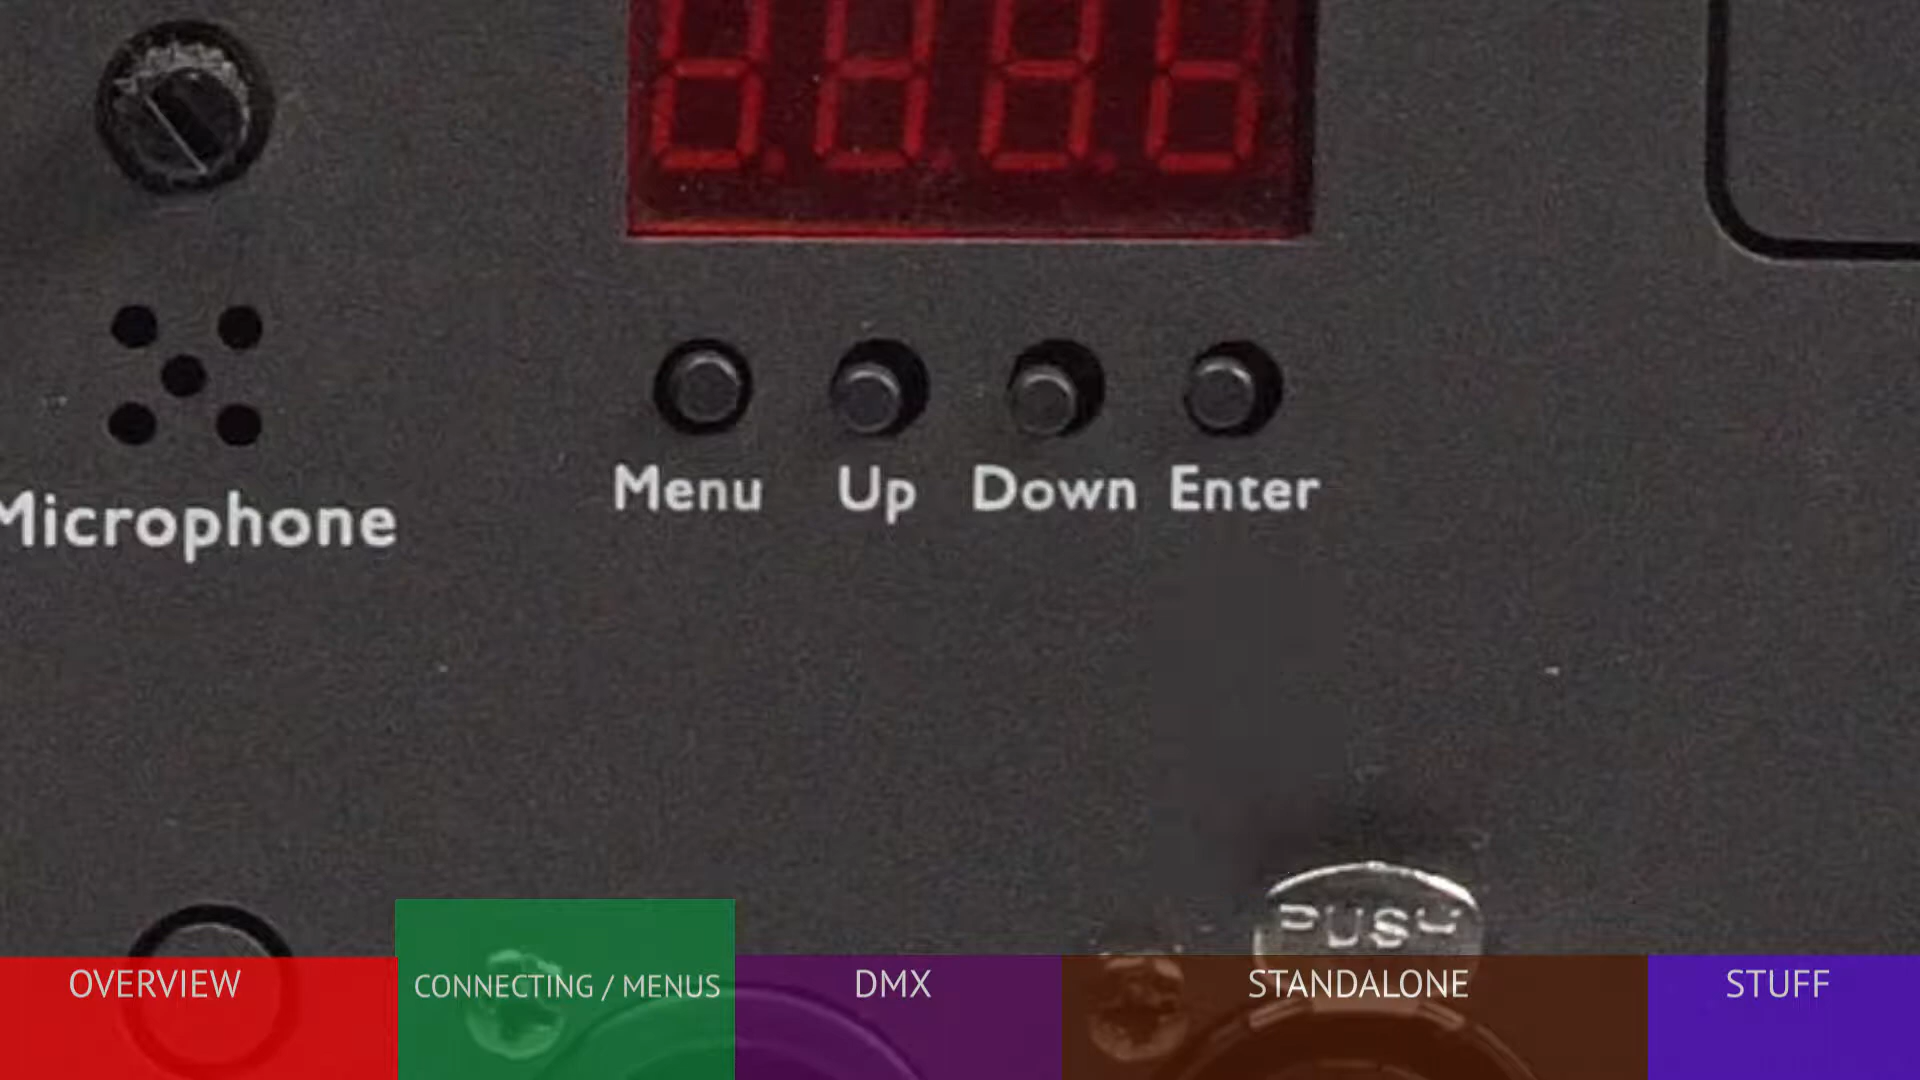 Menu Up Down Enter
Microphone
PUSH
OVERVIEW
CONNECTING / MENUS
DMX
STANDALONE
STUFF